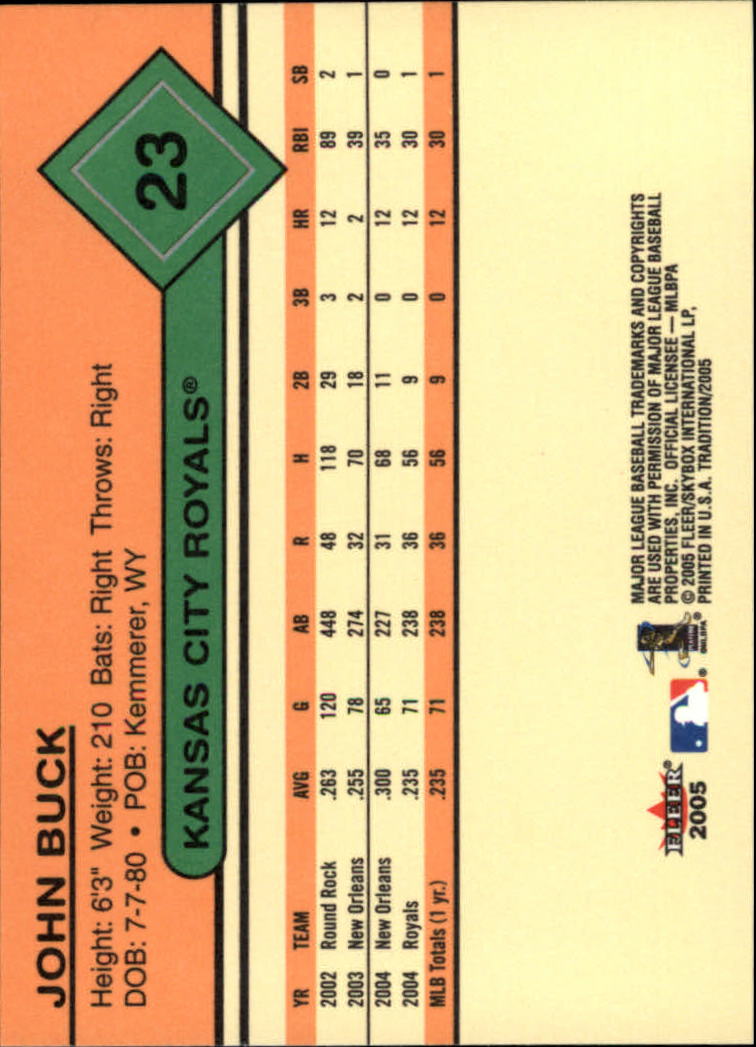 JOHN BUCK
Height: 6'3" Weight: 210 Bats: Right Throws: Right
DOB: 7-7-80 • POB: Kemmerer, WY
23
KANSAS CITY ROYALS®
YR TEAM AVG G AB R H 2B 3B HR RBI SB
2002 Round Rock .263 120 448 48 118 29 3 12 89 2
2003 New Orleans .255 78 274 32 70 18 2 2 39 1
2004 New Orleans .300 65 227 31 68 11 0 12 35 0
2004 Royals .235 71 238 36 56 9 0 12 30 1
MLB Totals (1 yr.) .235 71 238 36 56 9 0 12 30 1
FLEER
2005
®
®
©MLBPA
MAJOR LEAGUE BASEBALL TRADEMARKS AND COPYRIGHTS
ARE USED WITH PERMISSION OF MAJOR LEAGUE BASEBALL
PROPERTIES, INC. OFFICIAL LICENSEE — MLBPA
© 2005 FLEER/SKYBOX INTERNATIONAL LP,
PRINTED IN U.S.A. TRADITION/2005